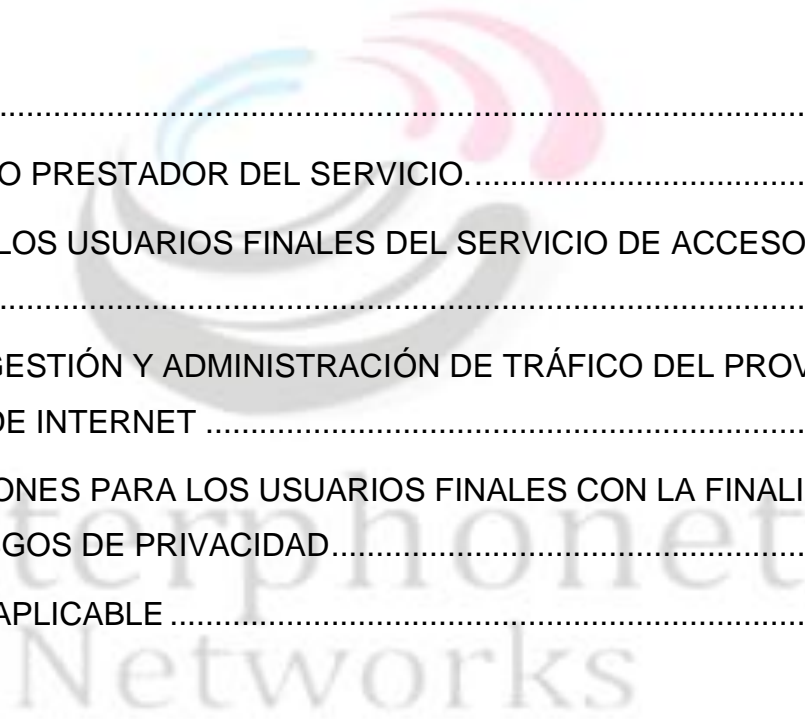 ................................................................................
O PRESTADOR DEL SERVICIO..........................................
LOS USUARIOS FINALES DEL SERVICIO DE ACCESO
................................................................................
GESTIÓN Y ADMINISTRACIÓN DE TRÁFICO DEL PROV
DE INTERNET ................................................................
ONES PARA LOS USUARIOS FINALES CON LA FINALI
GOS DE PRIVACIDAD..................................................
APLICABLE ..................................................................
terphonet
Networks